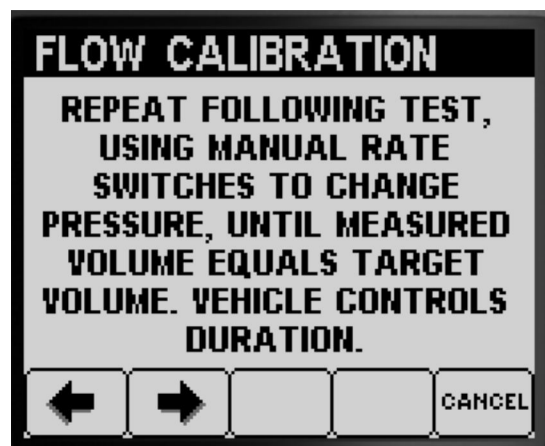 FLOW CALIBRATION
REPEAT FOLLOWING TEST,
USING MANUAL RATE
SWITCHES TO CHANGE
PRESSURE, UNTIL MEASURED
VOLUME EQUALS TARGET
VOLUME. VEHICLE CONTROLS
DURATION.
CANCEL